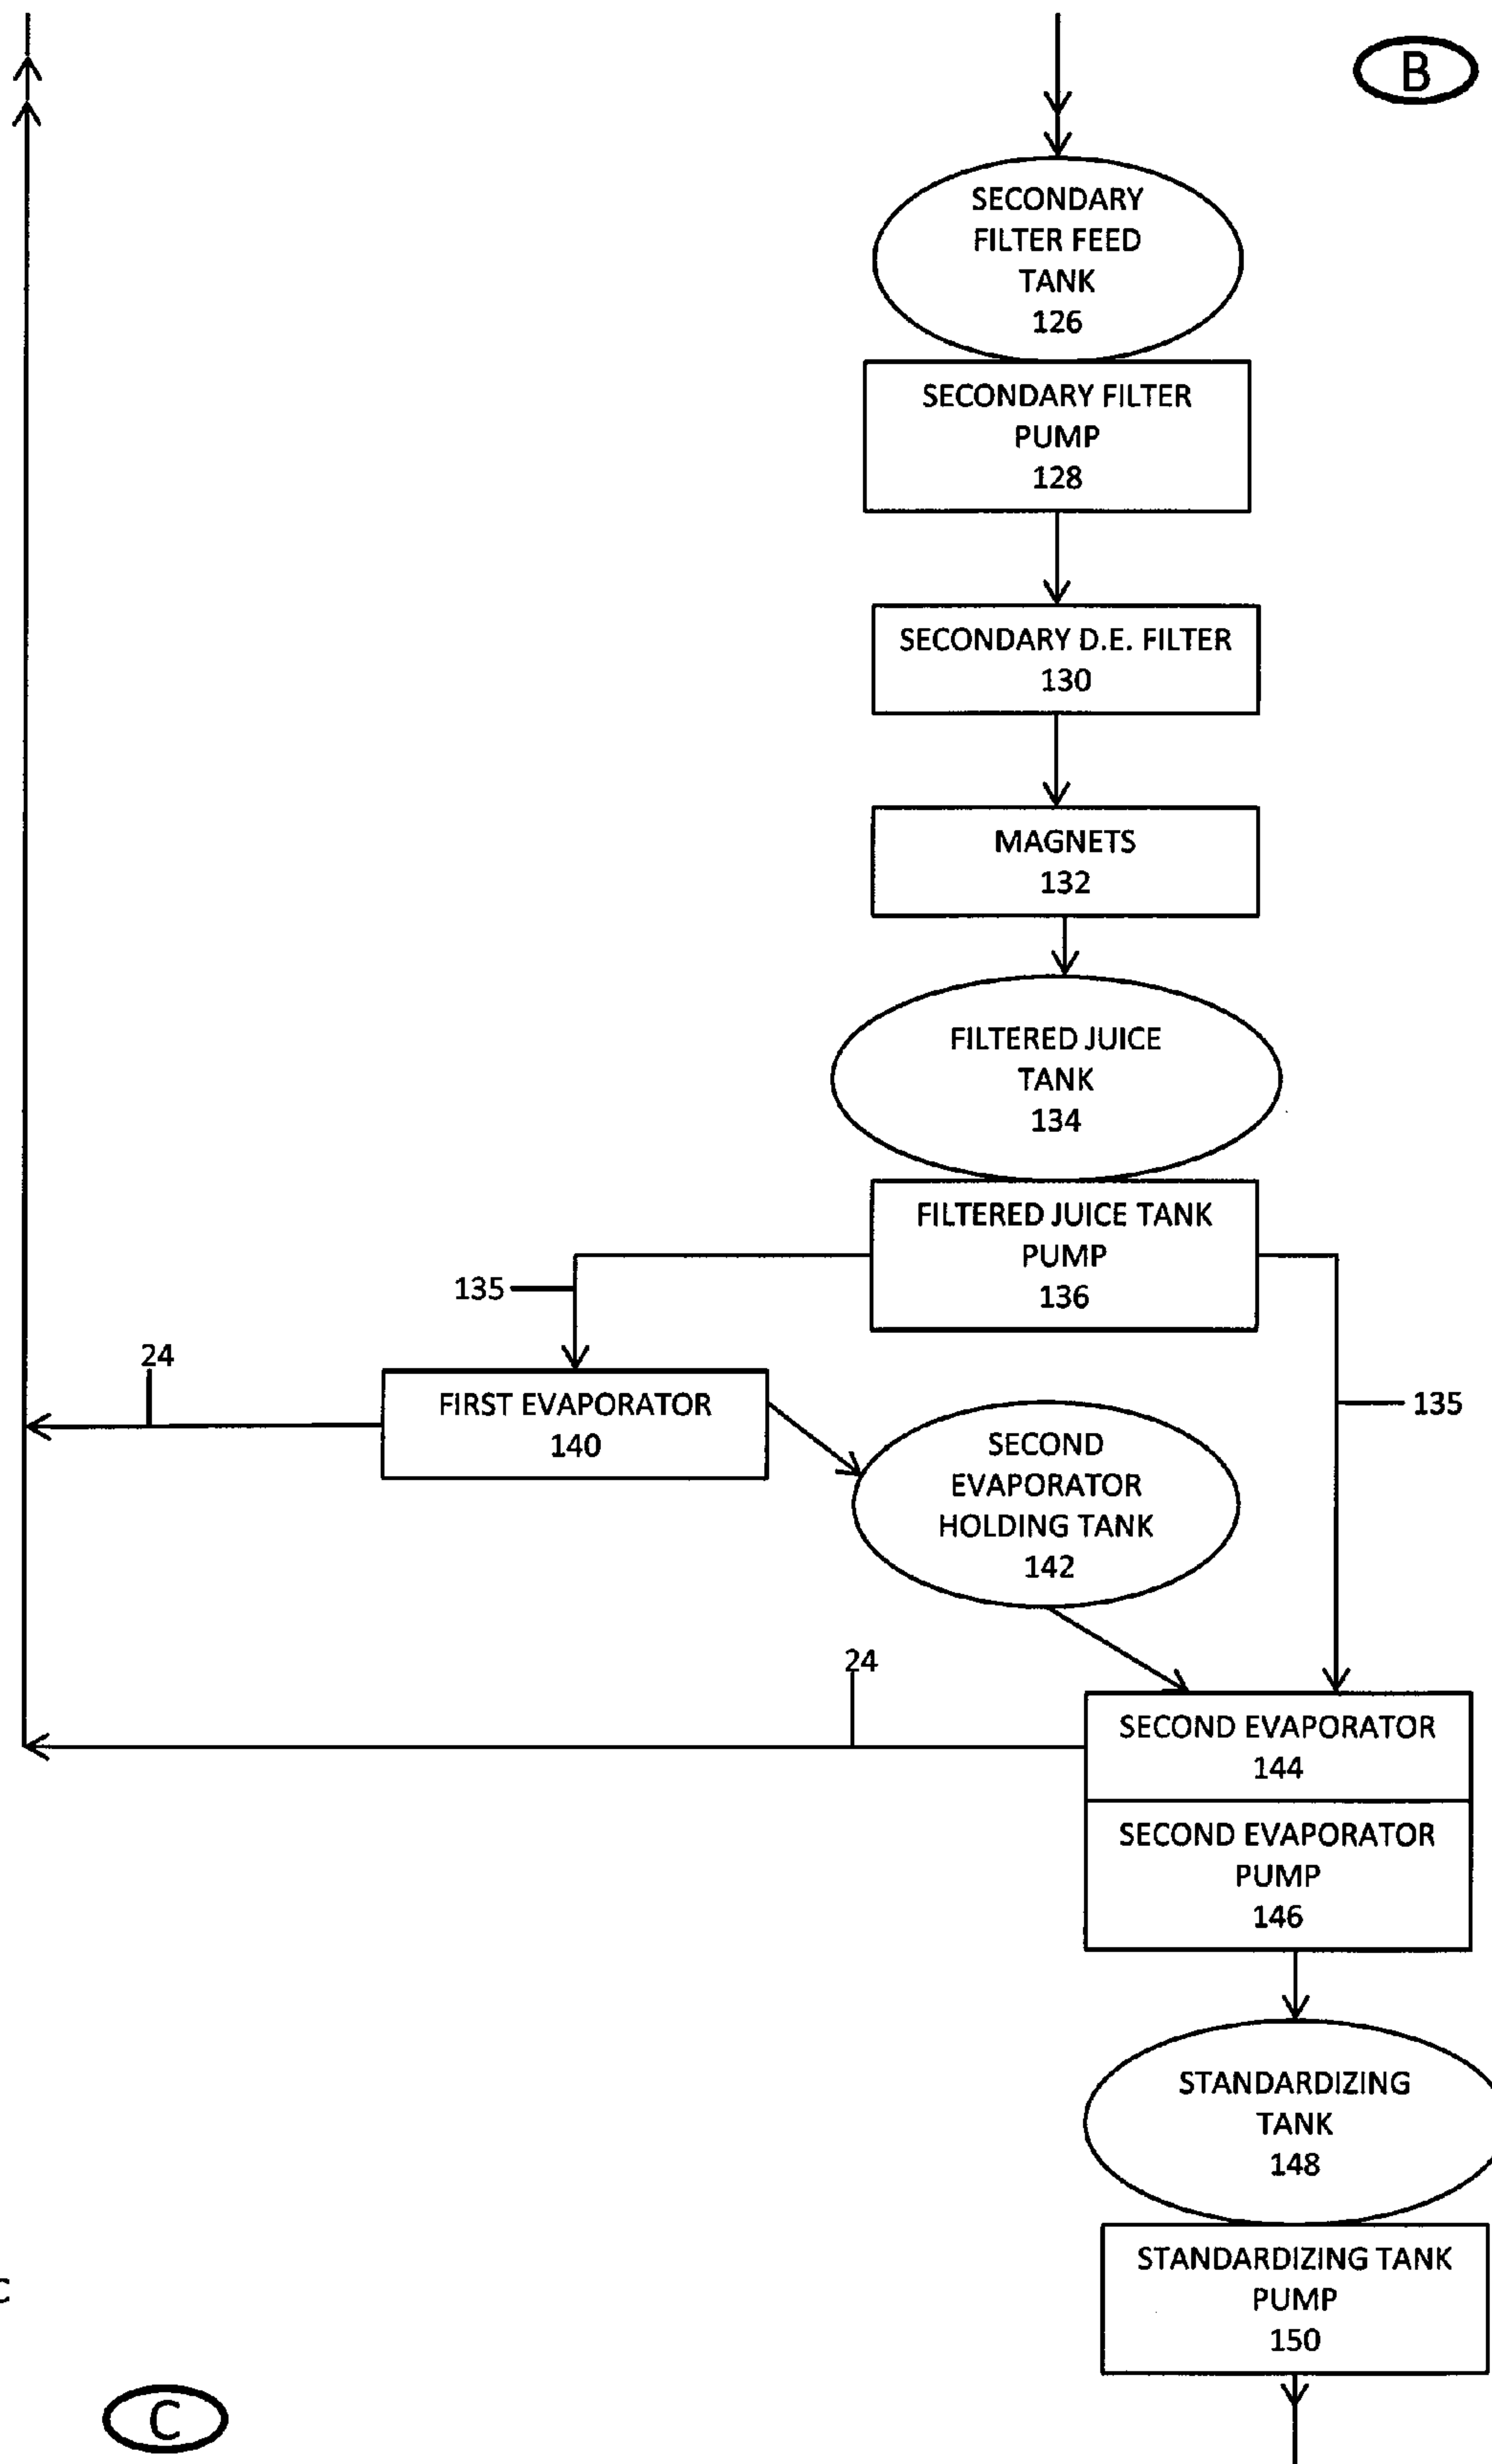 B
SECONDARY
FILTER FEED
TANK
126
SECONDARY FILTER
PUMP
128
SECONDARY D.E. FILTER
130
MAGNETS
132
FILTERED JUICE
TANK
134
FILTERED JUICE TANK
PUMP
136
135
24
FIRST EVAPORATOR
140
135
SECOND
EVAPORATOR
HOLDING TANK
142
24
SECOND EVAPORATOR
144
SECOND EVAPORATOR
PUMP
146
STANDARDIZING
TANK
148
STANDARDIZING TANK
PUMP
150
C
C